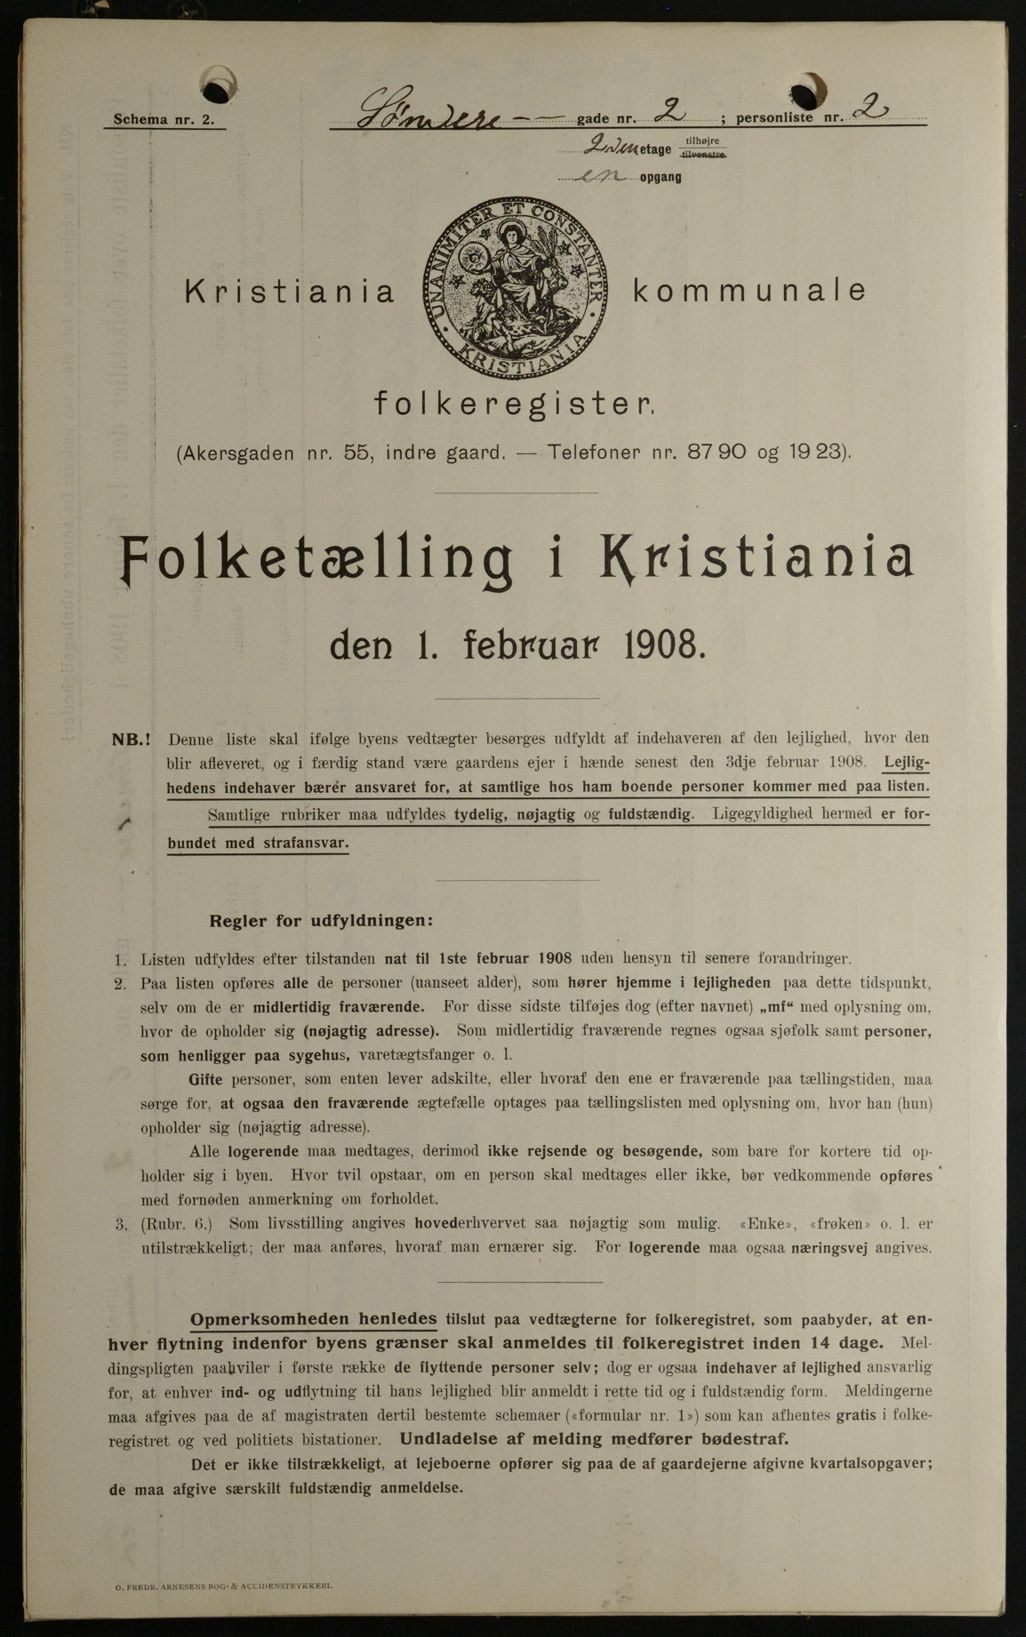 Schema nr. 2.
Söndre — — gade nr. 2 ; personliste nr. 2
2den etage tilhøjre
tilvenstre.
en opgang
UNANIMITER ET CONSTANTER
KRISTIANIA
Kristiania kommunale
folkeregister.
(Akersgaden nr. 55, indre gaard. — Telefoner nr. 87 90 og 19 23).
Folketælling i Kristiania
den 1. februar 1908.
NB.! Denne liste skal ifølge byens vedtægter besørges udfyldt af indehaveren af den lejlighed, hvor den
blir afleveret, og i færdig stand være gaardens ejer i hænde senest den 3dje februar 1908. Lejlig-
hedens indehaver bærer ansvaret for, at samtlige hos ham boende personer kommer med paa listen.
Samtlige rubriker maa udfyldes tydelig, nøjagtig og fuldstændig. Ligegyldighed hermed er for-
bundet med strafansvar.
Regler for udfyldningen:
1. Listen udfyldes efter tilstanden nat til 1ste februar 1908 uden hensyn til senere forandringer.
2. Paa listen opføres alle de personer (uanseet alder), som hører hjemme i lejligheden paa dette tidspunkt,
selv om de er midlertidig fraværende. For disse sidste tilføjes dog (efter navnet) „mf“ med oplysning om,
hvor de opholder sig (nøjagtig adresse). Som midlertidig fraværende regnes ogsaa sjøfolk samt personer,
som henligger paa sygehus, varetægtsfanger o. l.
Gifte personer, som enten lever adskilte, eller hvoraf den ene er fraværende paa tællingstiden, maa
sørge for, at ogsaa den fraværende ægtefælle optages paa tællingslisten med oplysning om, hvor han (hun)
opholder sig (nøjagtig adresse).
Alle logerende maa medtages, derimod ikke rejsende og besøgende, som bare for kortere tid op-
holder sig i byen. Hvor tvil opstaar, om en person skal medtages eller ikke, bør vedkommende opføres
med fornøden anmerkning om forholdet.
3. (Rubr. 6.) Som livsstilling angives hovederhvervet saa nøjagtig som mulig. «Enke», «frøken» o. l. er
utilstrækkeligt; der maa anføres, hvoraf man ernærer sig. For logerende maa ogsaa næringsvej angives.
Opmerksomheden henledes tilslut paa vedtægterne for folkeregistret, som paabyder, at en-
hver flytning indenfor byens grænser skal anmeldes til folkeregistret inden 14 dage. Mel-
dingspligten paahviler i første række de flyttende personer selv; dog er ogsaa indehaver af lejlighed ansvarlig
for, at enhver ind- og udflytning til hans lejlighed blir anmeldt i rette tid og i fuldstændig form. Meldingerne
maa afgives paa de af magistraten dertil bestemte schemaer («formular nr. 1») som kan afhentes gratis i folke-
registret og ved politiets bistationer. Undladelse af melding medfører bødestraf.
Det er ikke tilstrækkeligt, at lejeboerne opfører sig paa de af gaardejerne afgivne kvartalsopgaver;
de maa afgive særskilt fuldstændig anmeldelse.
O. FREDR. ARNESENS BOG- & ACCIDENSTRYKKERI.